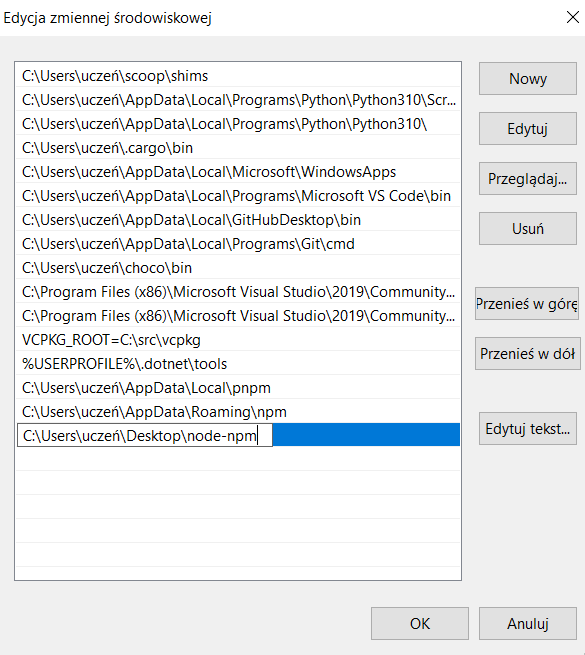 Edycja zmiennej środowiskowej
C:\Users\uczeń\scoop\shims
C:\Users\uczeń\AppData\Local\Programs\Python\Python310\Scr...
C:\Users\uczeń\AppData\Local\Programs\Python\Python310\
C:\Users\uczeń\.cargo\bin
C:\Users\uczeń\AppData\Local\Microsoft\WindowsApps
C:\Users\uczeń\AppData\Local\Programs\Microsoft VS Code\bin
C:\Users\uczeń\AppData\Local\GitHubDesktop\bin
C:\Users\uczeń\AppData\Local\Programs\Git\cmd
C:\Users\uczeń\choco\bin
C:\Program Files (x86)\Microsoft Visual Studio\2019\Community...
C:\Program Files (x86)\Microsoft Visual Studio\2019\Community...
VCPKG_ROOT=C:\src\vcpkg
%USERPROFILE%\.dotnet\tools
C:\Users\uczeń\AppData\Local\pnpm
C:\Users\uczeń\AppData\Roaming\npm
C:\Users\uczeń\Desktop\node-npm
Nowy
Edytuj
Przeglądaj...
Usuń
Przenieś w górę
Przenieś w dół
Edytuj tekst...
OK
Anuluj